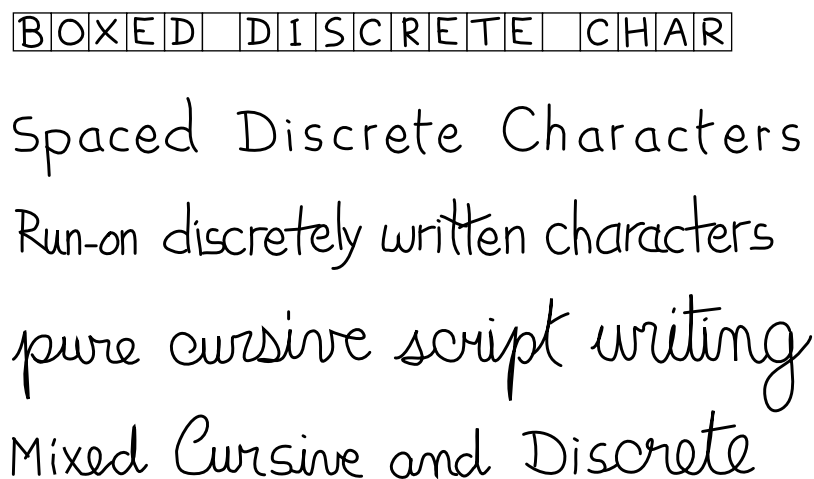 BOXED DISCRETE CHAR
Spaced Discrete Characters
Run-on discretely written characters
pure cursive script writing
Mixed Cursive and Discrete